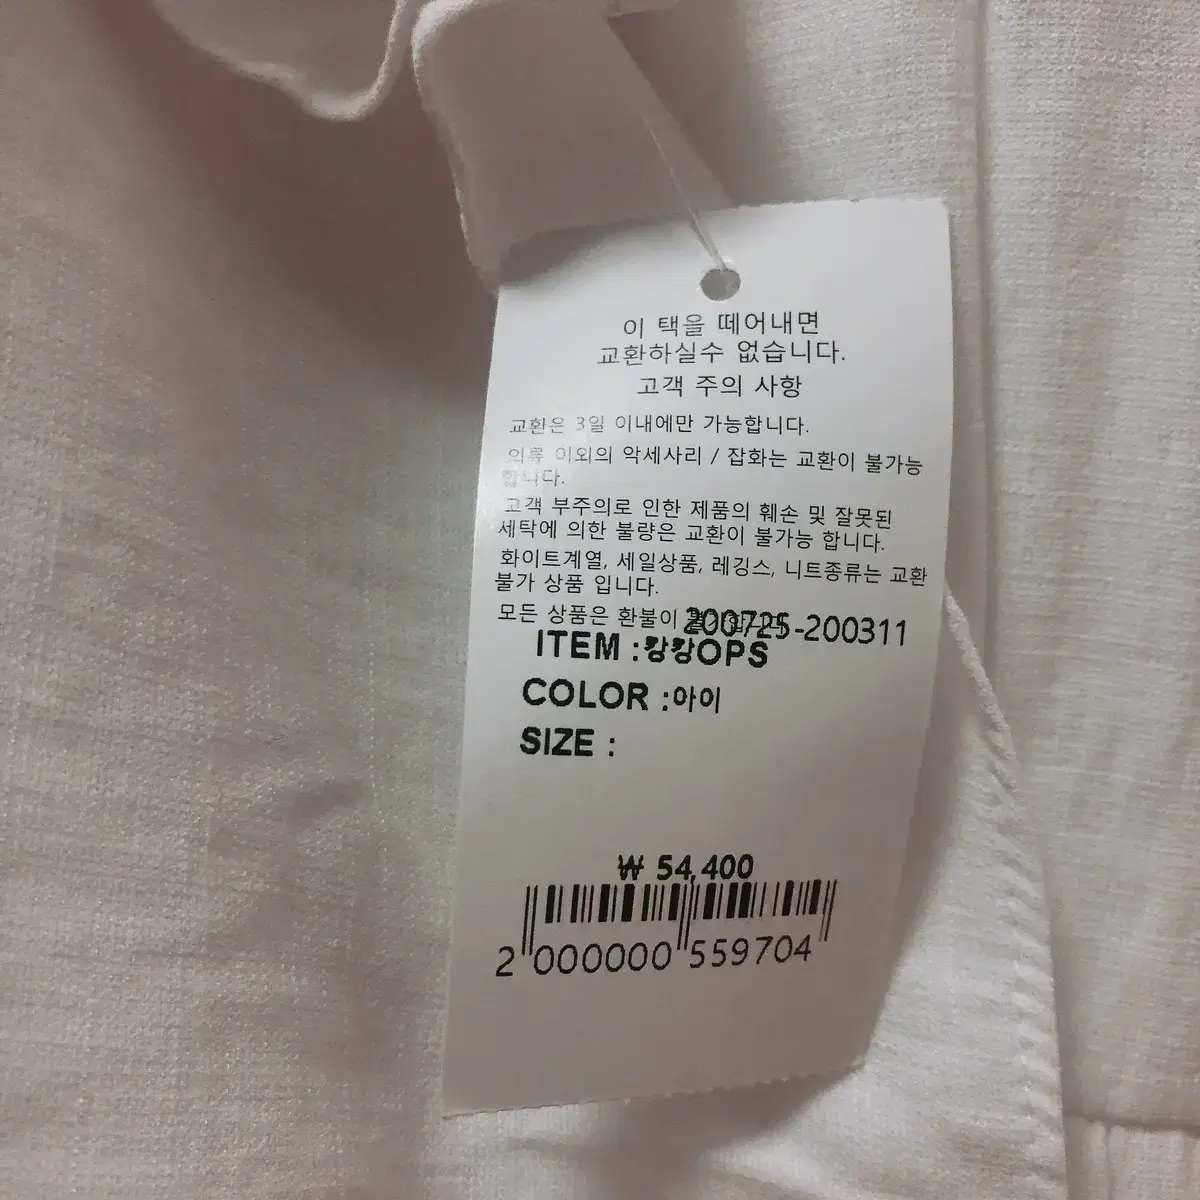 이 택을 떼어내면
교환하실수 없습니다.
고객 주의 사항
교환은 3일 이내에만 가능합니다.
의류 이외의 악세사리 / 잡화는 교환이 불가능
합니다.
고객 부주의로 인한 제품의 훼손 및 잘못된
세탁에 의한 불량은 교환이 불가능 합니다.
화이트계열, 세일상품, 레깅스, 니트종류는 교환
불가 상품 입니다.
모든 상품은 환불이
200725-200311
ITEM :캉캉OPS
COLOR :아이
SIZE :
₩ 54,400
2 000000 559704